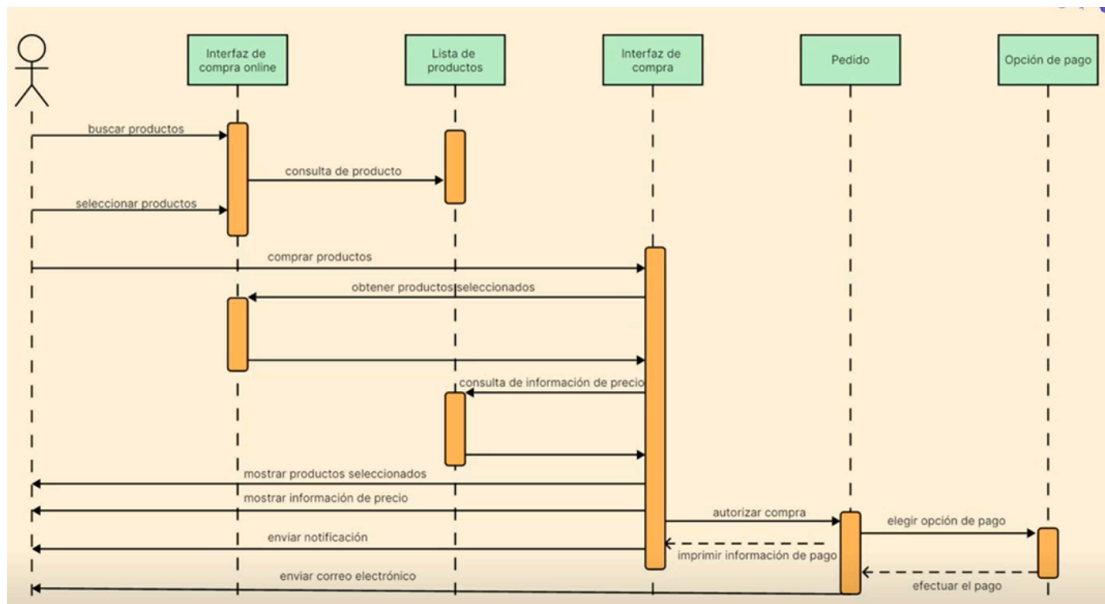 Interfaz de
compra online
Lista de
productos
Interfaz de
compra
Pedido
Opción de pago
buscar productos
consulta de producto
seleccionar productos
comprar productos
obtener productos seleccionados
consulta de información de precio
mostrar productos seleccionados
mostrar información de precio
autorizar compra
elegir opción de pago
enviar notificación
imprimir información de pago
enviar correo electrónico
efectuar el pago